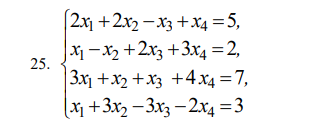 25. { 2x₁ + 2x₂ – x₃ + x₄ = 5,
x₁ – x₂ + 2x₃ + 3x₄ = 2,
3x₁ + x₂ + x₃ + 4x₄ = 7,
x₁ + 3x₂ – 3x₃ – 2x₄ = 3